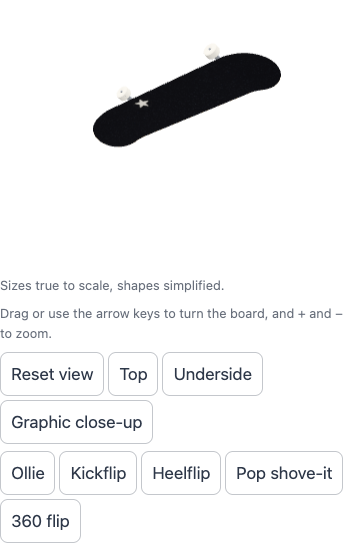 Sizes true to scale, shapes simplified.
Drag or use the arrow keys to turn the board, and + and –
to zoom.
Reset view
Top
Underside
Graphic close-up
Ollie
Kickflip
Heelflip
Pop shove-it
360 flip